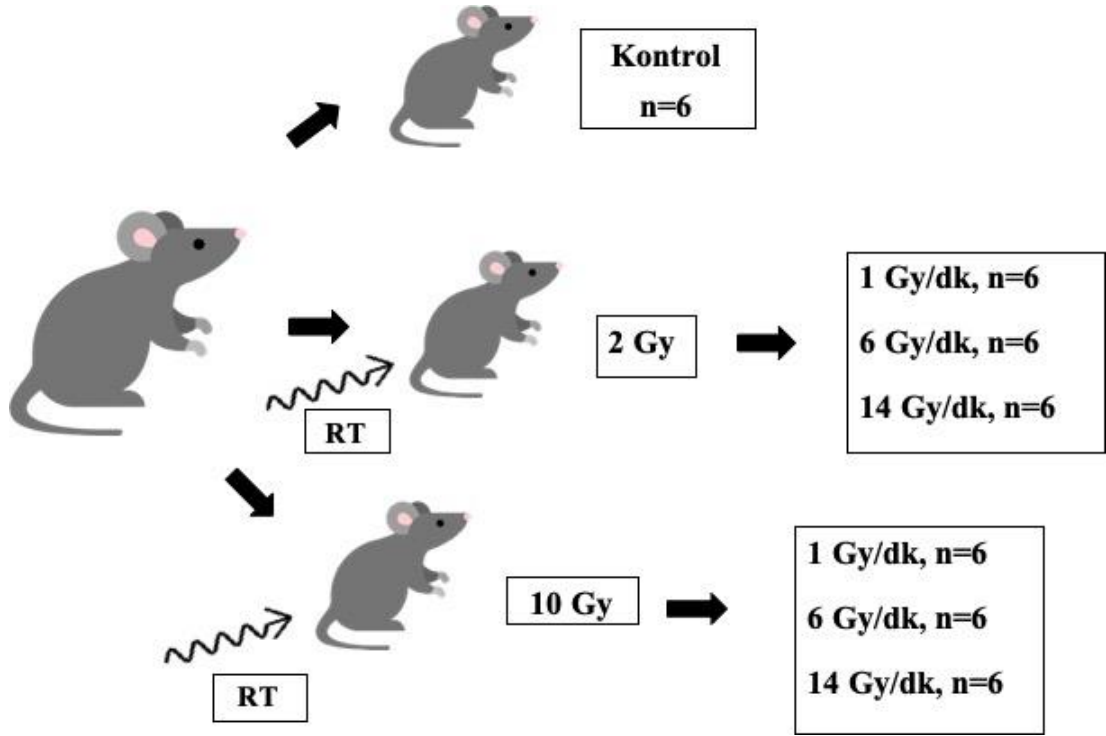 Kontrol
n=6
2 Gy
1 Gy/dk, n=6
6 Gy/dk, n=6
14 Gy/dk, n=6
RT
10 Gy
1 Gy/dk, n=6
6 Gy/dk, n=6
14 Gy/dk, n=6
RT